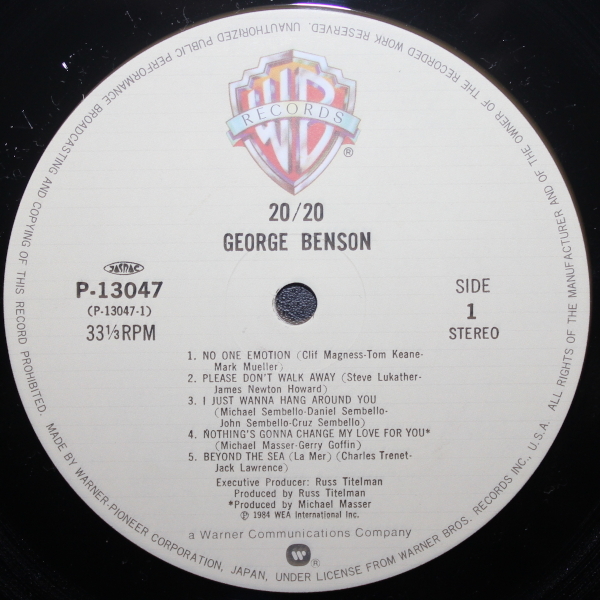 WB
RECORDS
®
20/20
GEORGE BENSON
JASRAC
P-13047
(P-13047-1)
33⅓RPM
SIDE
1
STEREO
1. NO ONE EMOTION (Clif Magness-Tom Keane-
Mark Mueller)
2. PLEASE DON'T WALK AWAY (Steve Lukather-
James Newton Howard)
3. I JUST WANNA HANG AROUND YOU
(Michael Sembello-Daniel Sembello-
John Sembello-Cruz Sembello)
4. NOTHING'S GONNA CHANGE MY LOVE FOR YOU*
(Michael Masser-Gerry Goffin)
5. BEYOND THE SEA (La Mer) (Charles Trenet-
Jack Lawrence)
Executive Producer: Russ Titelman
Produced by Russ Titelman
*Produced by Michael Masser
℗ 1984 WEA International Inc.
a Warner Communications Company
®
MADE BY WARNER-PIONEER CORPORATION, JAPAN, UNDER LICENSE FROM WARNER BROS. RECORDS INC., U.S.A. ALL RIGHTS OF THE MANUFACTURER AND OF THE OWNER OF THE RECORDED WORK RESERVED. UNAUTHORIZED PUBLIC PERFORMANCE BROADCASTING AND COPYING OF THIS RECORD PROHIBITED.